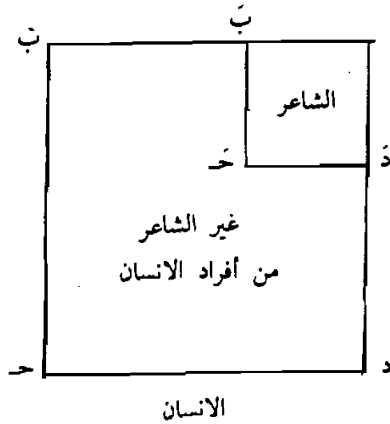 بَ
ب
الشاعر
حَـ
دَ
غير الشاعر
من أفراد الانسان
حـ
د
الانسان